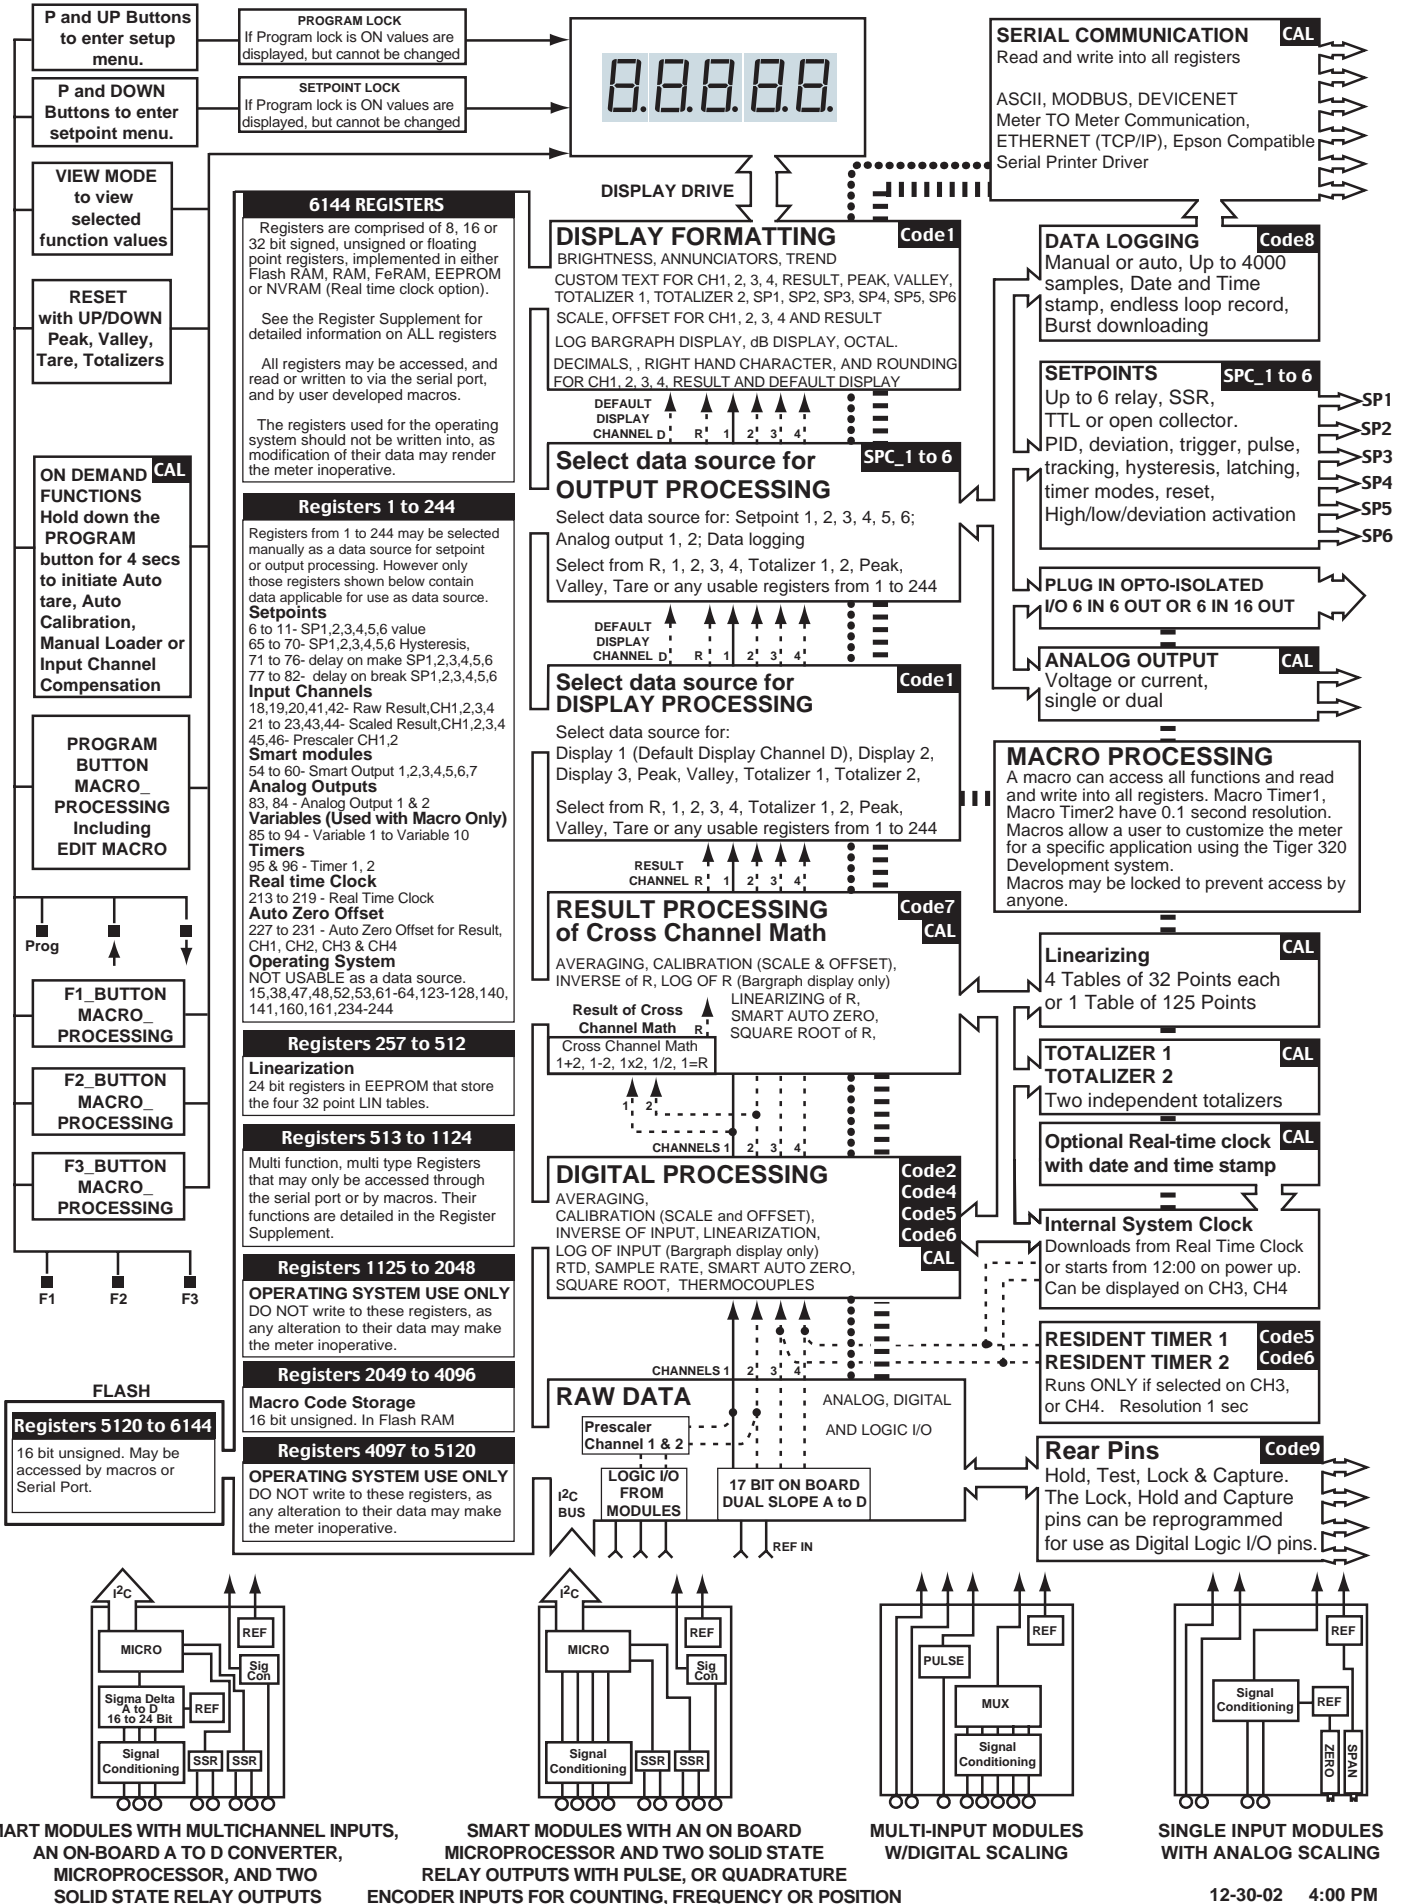 P and UP Buttons
to enter setup
menu.
PROGRAM LOCK
If Program lock is ON values are
displayed, but cannot be changed
P and DOWN
Buttons to enter
setpoint menu.
SETPOINT LOCK
If Program lock is ON values are
displayed, but cannot be changed
VIEW MODE
to view
selected
function values
RESET
with UP/DOWN
Peak, Valley,
Tare, Totalizers
ON DEMAND CAL
FUNCTIONS
Hold down the
PROGRAM
button for 4 secs
to initiate Auto
tare, Auto
Calibration,
Manual Loader or
Input Channel
Compensation
PROGRAM
BUTTON
MACRO_
PROCESSING
Including
EDIT MACRO
Prog
F1_BUTTON
MACRO_
PROCESSING
F2_BUTTON
MACRO_
PROCESSING
F3_BUTTON
MACRO_
PROCESSING
F1 F2 F3
FLASH
Registers 5120 to 6144
16 bit unsigned. May be
accessed by macros or
Serial Port.
6144 REGISTERS
Registers are comprised of 8, 16 or
32 bit signed, unsigned or floating
point registers, implemented in either
Flash RAM, RAM, FeRAM, EEPROM
or NVRAM (Real time clock option).
See the Register Supplement for
detailed information on ALL registers
All registers may be accessed, and
read or written to via the serial port,
and by user developed macros.
The registers used for the operating
system should not be written into, as
modification of their data may render
the meter inoperative.
Registers 1 to 244
Registers from 1 to 244 may be selected
manually as a data source for setpoint
or output processing. However only
those registers shown below contain
data applicable for use as data source.
Setpoints
6 to 11- SP1,2,3,4,5,6 value
65 to 70- SP1,2,3,4,5,6 Hysteresis,
71 to 76- delay on make SP1,2,3,4,5,6
77 to 82- delay on break SP1,2,3,4,5,6
Input Channels
18,19,20,41,42- Raw Result,CH1,2,3,4
21 to 23,43,44- Scaled Result,CH1,2,3,4
45,46- Prescaler CH1,2
Smart modules
54 to 60- Smart Output 1,2,3,4,5,6,7
Analog Outputs
83, 84 - Analog Output 1 & 2
Variables (Used with Macro Only)
85 to 94 - Variable 1 to Variable 10
Timers
95 & 96 - Timer 1, 2
Real time Clock
213 to 219 - Real Time Clock
Auto Zero Offset
227 to 231 - Auto Zero Offset for Result,
CH1, CH2, CH3 & CH4
Operating System
NOT USABLE as a data source.
15,38,47,48,52,53,61-64,123-128,140,
141,160,161,234-244
Registers 257 to 512
Linearization
24 bit registers in EEPROM that store
the four 32 point LIN tables.
Registers 513 to 1124
Multi function, multi type Registers
that may only be accessed through
the serial port or by macros. Their
functions are detailed in the Register
Supplement.
Registers 1125 to 2048
OPERATING SYSTEM USE ONLY
DO NOT write to these registers, as
any alteration to their data may make
the meter inoperative.
Registers 2049 to 4096
Macro Code Storage
16 bit unsigned. In Flash RAM
Registers 4097 to 5120
OPERATING SYSTEM USE ONLY
DO NOT write to these registers, as
any alteration to their data may make
the meter inoperative.
8.8.8.8.8.
DISPLAY DRIVE
DISPLAY FORMATTING Code1
BRIGHTNESS, ANNUNCIATORS, TREND
CUSTOM TEXT FOR CH1, 2, 3, 4, RESULT, PEAK, VALLEY,
TOTALIZER 1, TOTALIZER 2, SP1, SP2, SP3, SP4, SP5, SP6
SCALE, OFFSET FOR CH1, 2, 3, 4 AND RESULT
LOG BARGRAPH DISPLAY, dB DISPLAY, OCTAL.
DECIMALS, , RIGHT HAND CHARACTER, AND ROUNDING
FOR CH1, 2, 3, 4, RESULT AND DEFAULT DISPLAY
DEFAULT
DISPLAY
CHANNEL D R 1 2 3 4
Select data source for SPC_1 to 6
OUTPUT PROCESSING
Select data source for: Setpoint 1, 2, 3, 4, 5, 6;
Analog output 1, 2; Data logging
Select from R, 1, 2, 3, 4, Totalizer 1, 2, Peak,
Valley, Tare or any usable registers from 1 to 244
DEFAULT
DISPLAY
CHANNEL D R 1 2 3 4
Select data source for Code1
DISPLAY PROCESSING
Select data source for:
Display 1 (Default Display Channel D), Display 2,
Display 3, Peak, Valley, Totalizer 1, Totalizer 2,
Select from R, 1, 2, 3, 4, Totalizer 1, 2, Peak,
Valley, Tare or any usable registers from 1 to 244
RESULT
CHANNEL R 1 2 3 4
RESULT PROCESSING Code7
of Cross Channel Math CAL
AVERAGING, CALIBRATION (SCALE & OFFSET),
INVERSE of R, LOG OF R (Bargraph display only)
LINEARIZING of R,
SMART AUTO ZERO,
SQUARE ROOT of R,
Result of Cross
Channel Math R
Cross Channel Math
1+2, 1-2, 1x2, 1/2, 1=R
1 2
CHANNELS 1 2 3 4
DIGITAL PROCESSING
Code2
Code4
Code5
Code6
CAL
AVERAGING,
CALIBRATION (SCALE and OFFSET),
INVERSE OF INPUT, LINEARIZATION,
LOG OF INPUT (Bargraph display only)
RTD, SAMPLE RATE, SMART AUTO ZERO,
SQUARE ROOT, THERMOCOUPLES
CHANNELS 1 2 3 4
RAW DATA
ANALOG, DIGITAL
AND LOGIC I/O
Prescaler
Channel 1 & 2
LOGIC I/O
FROM
MODULES
17 BIT ON BOARD
DUAL SLOPE A to D
I2C
BUS
REF IN
SERIAL COMMUNICATION CAL
Read and write into all registers
ASCII, MODBUS, DEVICENET
Meter TO Meter Communication,
ETHERNET (TCP/IP), Epson Compatible
Serial Printer Driver
DATA LOGGING Code8
Manual or auto, Up to 4000
samples, Date and Time
stamp, endless loop record,
Burst downloading
SETPOINTS SPC_1 to 6
Up to 6 relay, SSR,
TTL or open collector.
PID, deviation, trigger, pulse,
tracking, hysteresis, latching,
timer modes, reset,
High/low/deviation activation
SP1
SP2
SP3
SP4
SP5
SP6
PLUG IN OPTO-ISOLATED
I/O 6 IN 6 OUT OR 6 IN 16 OUT
ANALOG OUTPUT CAL
Voltage or current,
single or dual
MACRO PROCESSING
A macro can access all functions and read
and write into all registers. Macro Timer1,
Macro Timer2 have 0.1 second resolution.
Macros allow a user to customize the meter
for a specific application using the Tiger 320
Development system.
Macros may be locked to prevent access by
anyone.
Linearizing CAL
4 Tables of 32 Points each
or 1 Table of 125 Points
TOTALIZER 1 CAL
TOTALIZER 2
Two independent totalizers
Optional Real-time clock CAL
with date and time stamp
Internal System Clock
Downloads from Real Time Clock
or starts from 12:00 on power up.
Can be displayed on CH3, CH4
RESIDENT TIMER 1 Code5
RESIDENT TIMER 2 Code6
Runs ONLY if selected on CH3,
or CH4. Resolution 1 sec
Rear Pins Code9
Hold, Test, Lock & Capture.
The Lock, Hold and Capture
pins can be reprogrammed
for use as Digital Logic I/O pins.
I2C
MICRO
REF
Sig
Con
Sigma Delta
A to D
16 to 24 Bit
REF
Signal
Conditioning
SSR SSR
MART MODULES WITH MULTICHANNEL INPUTS,
AN ON-BOARD A TO D CONVERTER,
MICROPROCESSOR, AND TWO
SOLID STATE RELAY OUTPUTS
I2C
MICRO
REF
Sig
Con
Signal
Conditioning
SSR SSR
SMART MODULES WITH AN ON BOARD
MICROPROCESSOR AND TWO SOLID STATE
RELAY OUTPUTS WITH PULSE, OR QUADRATURE
ENCODER INPUTS FOR COUNTING, FREQUENCY OR POSITION
REF
PULSE
MUX
Signal
Conditioning
MULTI-INPUT MODULES
W/DIGITAL SCALING
REF
Signal
Conditioning
REF
ZERO
SPAN
SINGLE INPUT MODULES
WITH ANALOG SCALING
12-30-02 4:00 PM